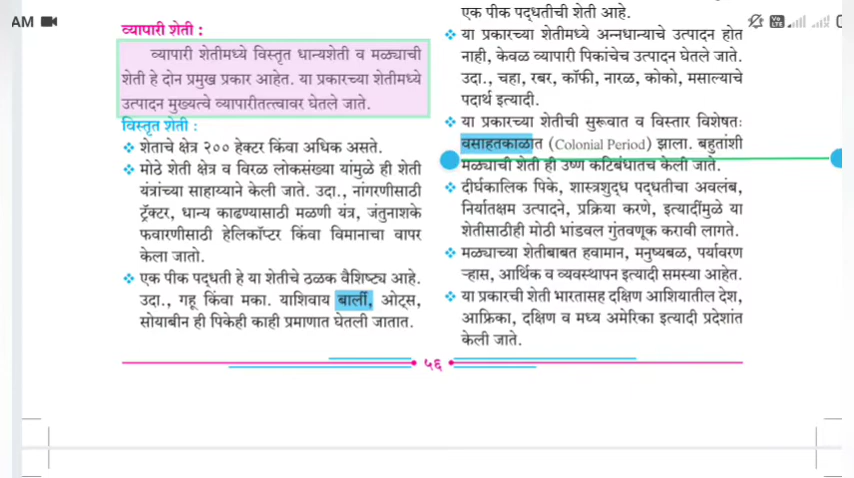 AM
व्यापारी शेती :
व्यापारी शेतीमध्ये विस्तृत धान्यशेती व मळ्याची
शेती हे दोन प्रमुख प्रकार आहेत. या प्रकारच्या शेतीमध्ये
उत्पादन मुख्यत्वे व्यापारीतत्त्वावर घेतले जाते.
विस्तृत शेती :
शेताचे क्षेत्र २०० हेक्टर किंवा अधिक असते.
मोठे शेती क्षेत्र व विरळ लोकसंख्या यांमुळे ही शेती
यंत्रांच्या साहाय्याने केली जाते. उदा., नांगरणीसाठी
ट्रॅक्टर, धान्य काढण्यासाठी मळणी यंत्र, जंतुनाशके
फवारणीसाठी हेलिकॉप्टर किंवा विमानाचा वापर
केला जातो.
एक पीक पद्धती हे या शेतीचे ठळक वैशिष्ट्य आहे.
उदा., गहू किंवा मका. याशिवाय बार्ली, ओट्स,
सोयाबीन ही पिकेही काही प्रमाणात घेतली जातात.
एक पीक पद्धतीची शेती आहे.
या प्रकारच्या शेतीमध्ये अन्नधान्याचे उत्पादन होत
नाही, केवळ व्यापारी पिकांचेच उत्पादन घेतले जाते.
उदा., चहा, रबर, कॉफी, नारळ, कोको, मसाल्याचे
पदार्थ इत्यादी.
या प्रकारच्या शेतीची सुरूवात व विस्तार विशेषतः
वसाहतकाळात (Colonial Period) झाला. बहुतांशी
मळ्याची शेती ही उष्ण कटिबंधातच केली जाते.
दीर्घकालिक पिके, शास्त्रशुद्ध पद्धतीचा अवलंब,
निर्यातक्षम उत्पादने, प्रक्रिया करणे, इत्यादींमुळे या
शेतीसाठीही मोठी भांडवल गुंतवणूक करावी लागते.
मळ्याच्या शेतीबाबत हवामान, मनुष्यबळ, पर्यावरण
ऱ्हास, आर्थिक व व्यवस्थापन इत्यादी समस्या आहेत.
या प्रकारची शेती भारतासह दक्षिण आशियातील देश,
आफ्रिका, दक्षिण व मध्य अमेरिका इत्यादी प्रदेशांत
केली जाते.
५६